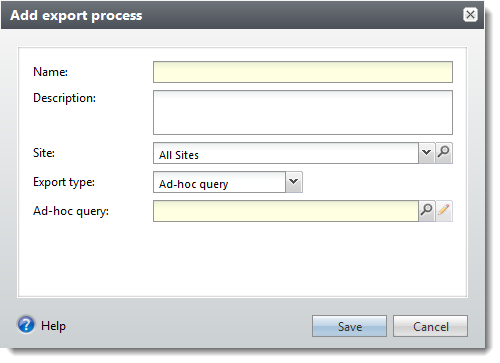 Add export process
Name:
Description:
Site: All Sites
Export type: Ad-hoc query
Ad-hoc query:
? Help Save Cancel